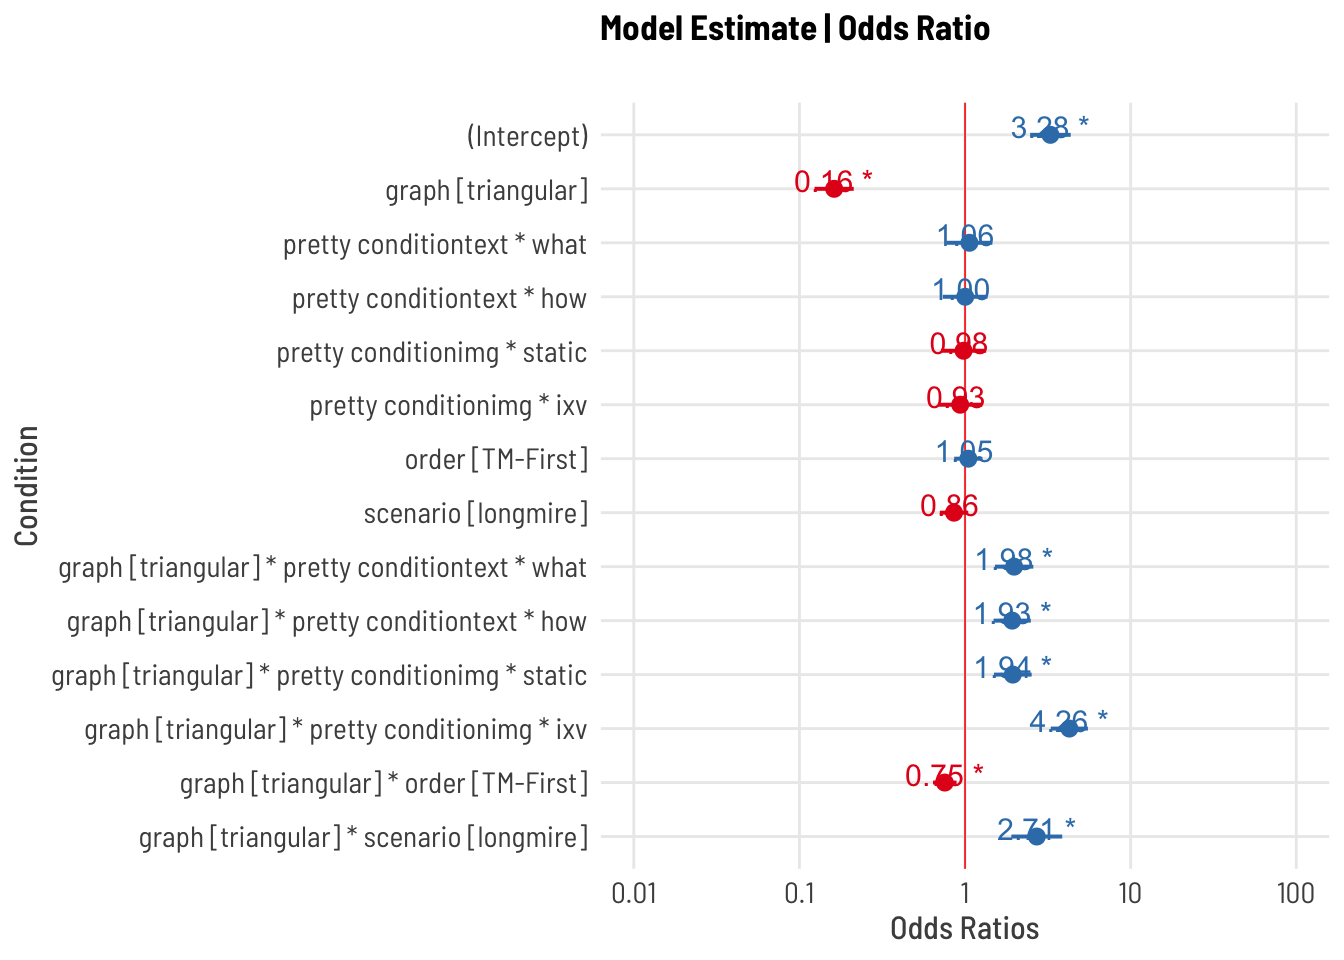 Model Estimate | Odds Ratio
(Intercept) 3.28 *
graph [triangular] 0.16 *
pretty conditiontext * what 1.06
pretty conditiontext * how 1.00
pretty conditionimg * static 0.98
pretty conditionimg * ixv 0.93
order [TM-First] 1.05
scenario [longmire] 0.86
graph [triangular] * pretty conditiontext * what 1.98 *
graph [triangular] * pretty conditiontext * how 1.93 *
graph [triangular] * pretty conditionimg * static 1.94 *
graph [triangular] * pretty conditionimg * ixv 4.26 *
graph [triangular] * order [TM-First] 0.75 *
graph [triangular] * scenario [longmire] 2.71 *
Condition
0.01 0.1 1 10 100
Odds Ratios